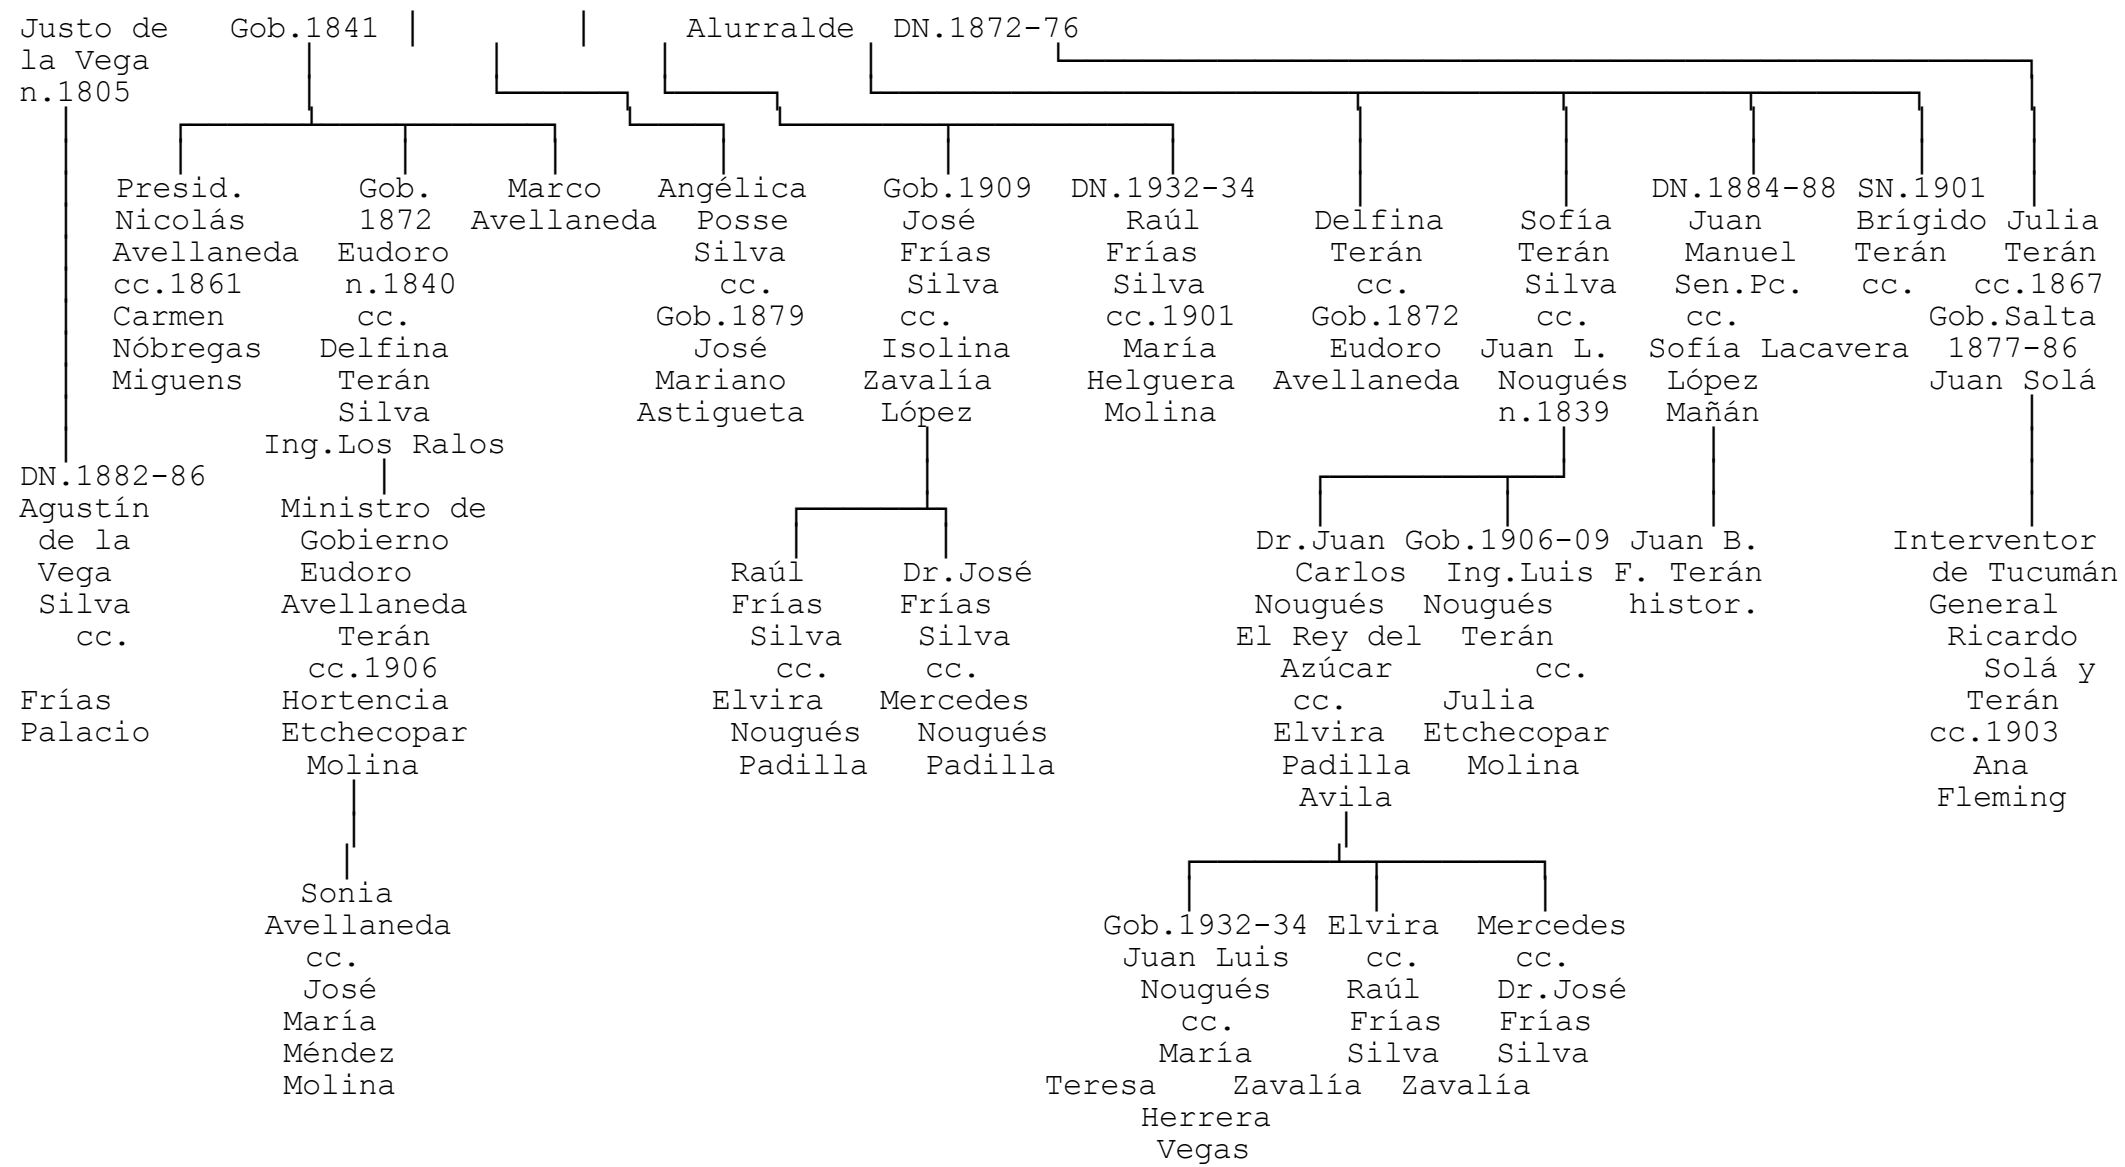 Justo de Gob.1841 Alurralde DN.1872-76
la Vega
n.1805
Presid. Gob. Marco Angélica Gob.1909 DN.1932-34 DN.1884-88 SN.1901
Nicolás 1872 Avellaneda Posse José Raúl Delfina Sofía Juan Brígido Julia
Avellaneda Eudoro Silva Frías Frías Terán Terán Manuel Terán Terán
cc.1861 n.1840 cc. Silva Silva cc. Silva Sen.Pc. cc. cc.1867
Carmen cc. Gob.1879 cc. cc.1901 Gob.1872 cc. cc. Gob.Salta
Nóbregas Delfina José Isolina María Eudoro Juan L. Sofía Lacavera 1877-86
Miguens Terán Mariano Zavalía Helguera Avellaneda Nougués López Juan Solá
Silva Astigueta López Molina n.1839 Mañán
Ing.Los Ralos
DN.1882-86
Agustín Ministro de
de la Gobierno Dr.Juan Gob.1906-09 Juan B. Interventor
Vega Eudoro Raúl Dr.José Carlos Ing.Luis F. Terán de Tucumán
Silva Avellaneda Frías Frías Nougués Nougués histor. General
cc. Terán Silva Silva El Rey del Terán Ricardo
cc.1906 cc. cc. Azúcar cc. Solá y
Frías Hortencia Elvira Mercedes cc. Julia Terán
Palacio Etchecopar Nougués Nougués Elvira Etchecopar cc.1903
Molina Padilla Padilla Padilla Molina Ana
Avila Fleming
Sonia
Avellaneda Gob.1932-34 Elvira Mercedes
cc. Juan Luis cc. cc.
José Nougués Raúl Dr.José
María cc. Frías Frías
Méndez María Silva Silva
Molina Teresa Zavalía Zavalía
Herrera
Vegas